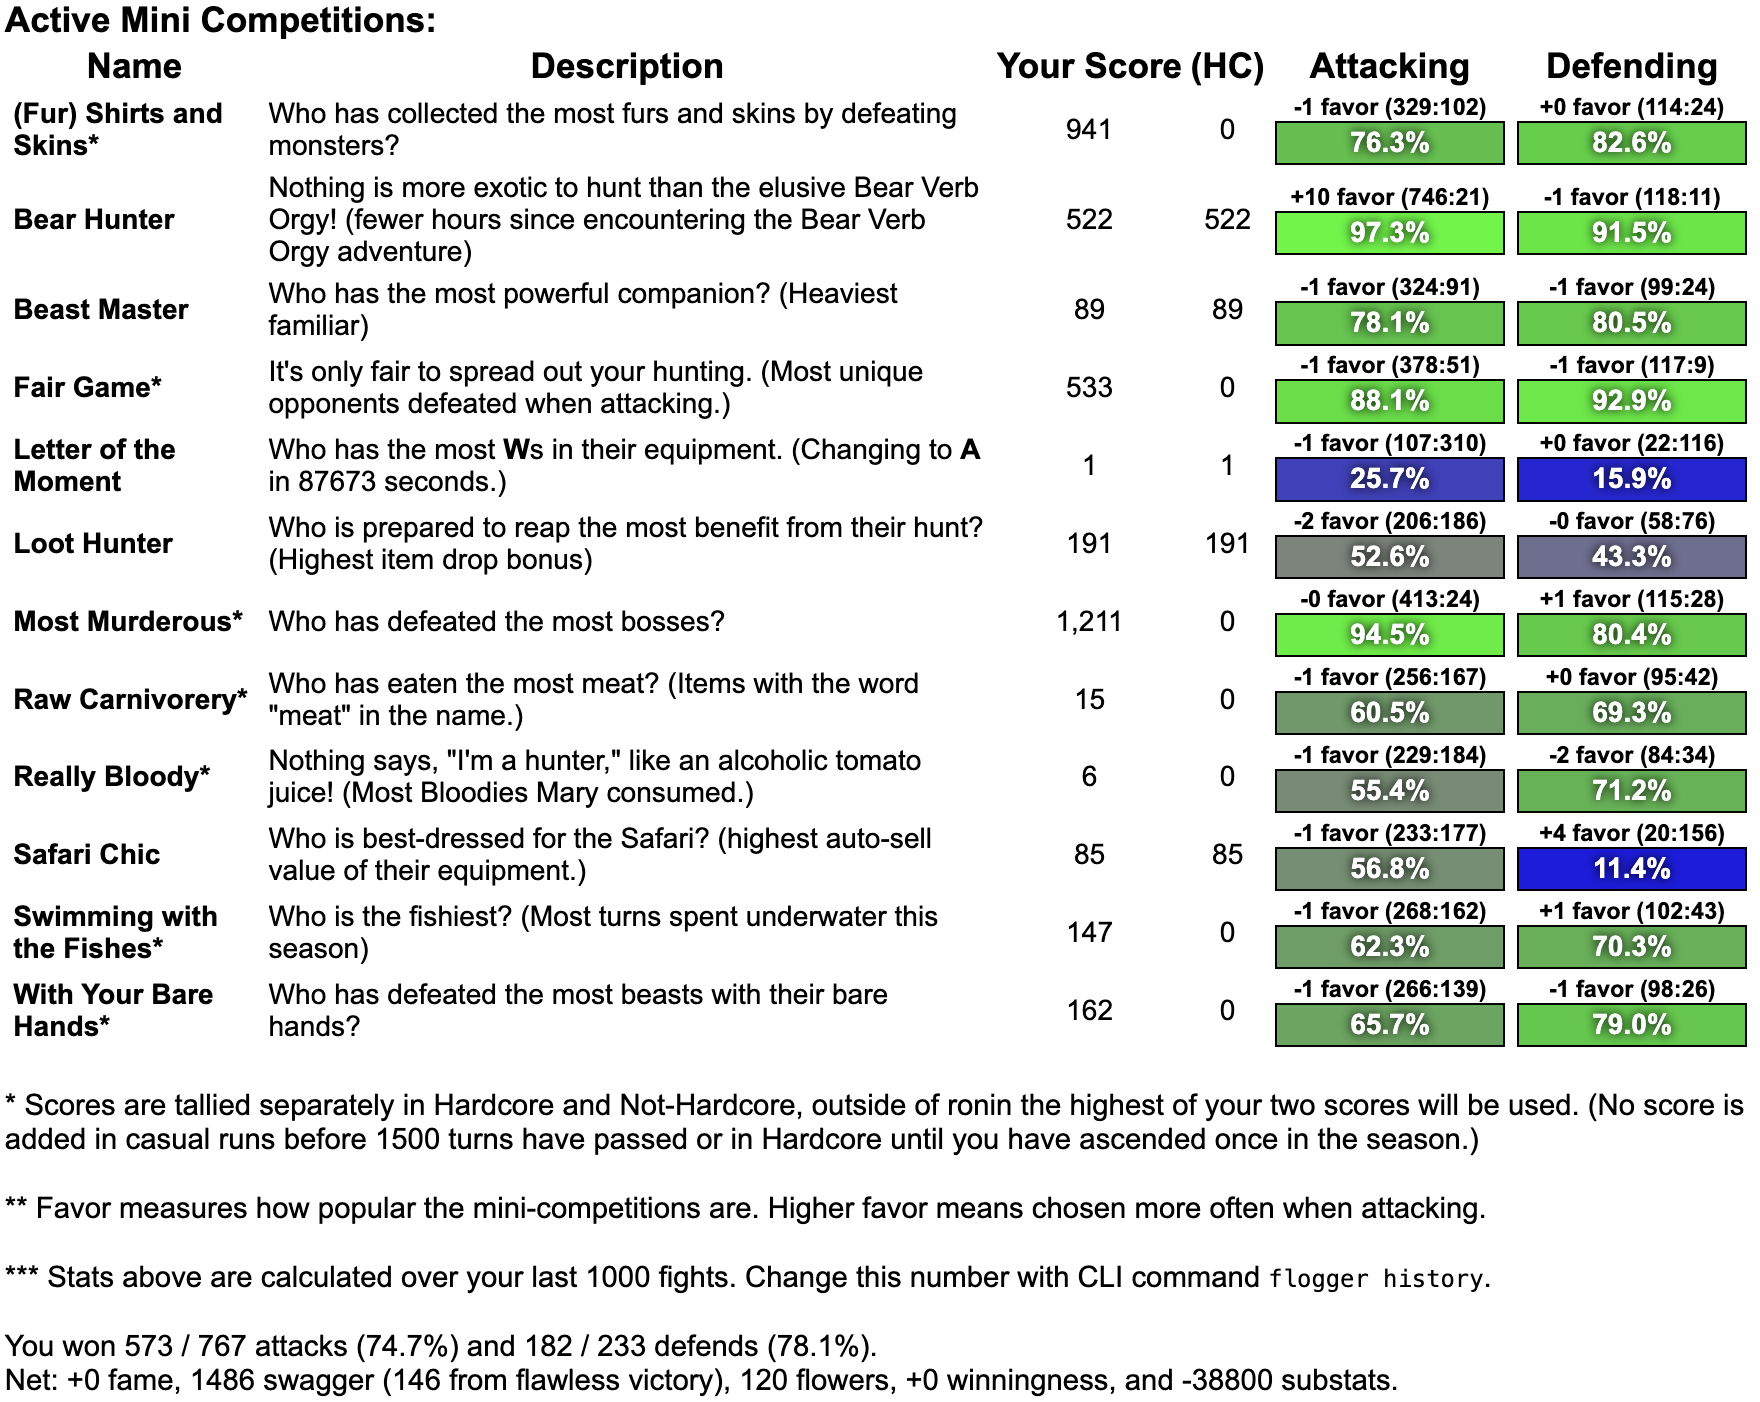 Active Mini Competitions:
Name Description Your Score (HC) Attacking Defending
(Fur) Shirts and
Skins*
Who has collected the most furs and skins by defeating
monsters?
941 0
-1 favor (329:102)
76.3%
+0 favor (114:24)
82.6%
Bear Hunter
Nothing is more exotic to hunt than the elusive Bear Verb
Orgy! (fewer hours since encountering the Bear Verb
Orgy adventure)
522 522
+10 favor (746:21)
97.3%
-1 favor (118:11)
91.5%
Beast Master
Who has the most powerful companion? (Heaviest
familiar)
89 89
-1 favor (324:91)
78.1%
-1 favor (99:24)
80.5%
Fair Game*
It's only fair to spread out your hunting. (Most unique
opponents defeated when attacking.)
533 0
-1 favor (378:51)
88.1%
-1 favor (117:9)
92.9%
Letter of the
Moment
Who has the most Ws in their equipment. (Changing to A
in 87673 seconds.)
1 1
-1 favor (107:310)
25.7%
+0 favor (22:116)
15.9%
Loot Hunter
Who is prepared to reap the most benefit from their hunt?
(Highest item drop bonus)
191 191
-2 favor (206:186)
52.6%
-0 favor (58:76)
43.3%
Most Murderous*
Who has defeated the most bosses?
1,211 0
-0 favor (413:24)
94.5%
+1 favor (115:28)
80.4%
Raw Carnivorery*
Who has eaten the most meat? (Items with the word
"meat" in the name.)
15 0
-1 favor (256:167)
60.5%
+0 favor (95:42)
69.3%
Really Bloody*
Nothing says, "I'm a hunter," like an alcoholic tomato
juice! (Most Bloodies Mary consumed.)
6 0
-1 favor (229:184)
55.4%
-2 favor (84:34)
71.2%
Safari Chic
Who is best-dressed for the Safari? (highest auto-sell
value of their equipment.)
85 85
-1 favor (233:177)
56.8%
+4 favor (20:156)
11.4%
Swimming with
the Fishes*
Who is the fishiest? (Most turns spent underwater this
season)
147 0
-1 favor (268:162)
62.3%
+1 favor (102:43)
70.3%
With Your Bare
Hands*
Who has defeated the most beasts with their bare
hands?
162 0
-1 favor (266:139)
65.7%
-1 favor (98:26)
79.0%
* Scores are tallied separately in Hardcore and Not-Hardcore, outside of ronin the highest of your two scores will be used. (No score is
added in casual runs before 1500 turns have passed or in Hardcore until you have ascended once in the season.)
** Favor measures how popular the mini-competitions are. Higher favor means chosen more often when attacking.
*** Stats above are calculated over your last 1000 fights. Change this number with CLI command flogger history.
You won 573 / 767 attacks (74.7%) and 182 / 233 defends (78.1%).
Net: +0 fame, 1486 swagger (146 from flawless victory), 120 flowers, +0 winningness, and -38800 substats.